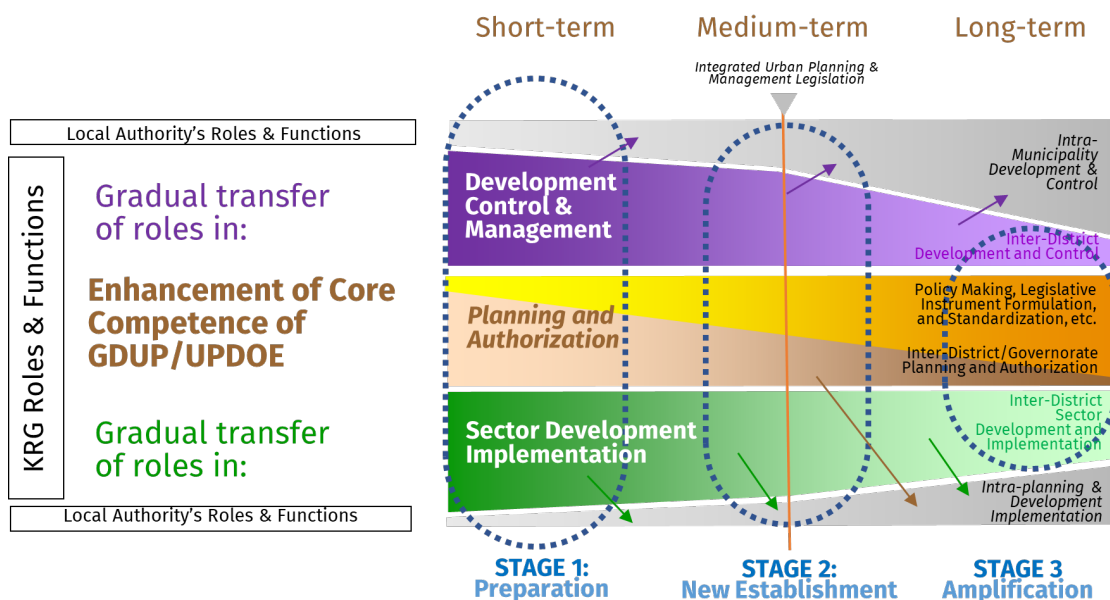 Short-term
Medium-term
Long-term
Integrated Urban Planning &
Management Legislation
Local Authority's Roles & Functions
KRG Roles & Functions
Gradual transfer
of roles in:
Development
Control &
Management
Intra-
Municipality
Development &
Control
Inter-District
Development and Control
Enhancement of Core
Competence of
GDUP/UPDOE
Planning and
Authorization
Policy Making, Legislative
Instrument Formulation,
and Standardization, etc.
Inter-District/Governorate
Planning and Authorization
Gradual transfer
of roles in:
Sector Development
Implementation
Inter-District
Sector
Development and
Implementation
Intra-planning &
Development
Implementation
Local Authority's Roles & Functions
STAGE 1:
Preparation
STAGE 2:
New Establishment
STAGE 3
Amplification